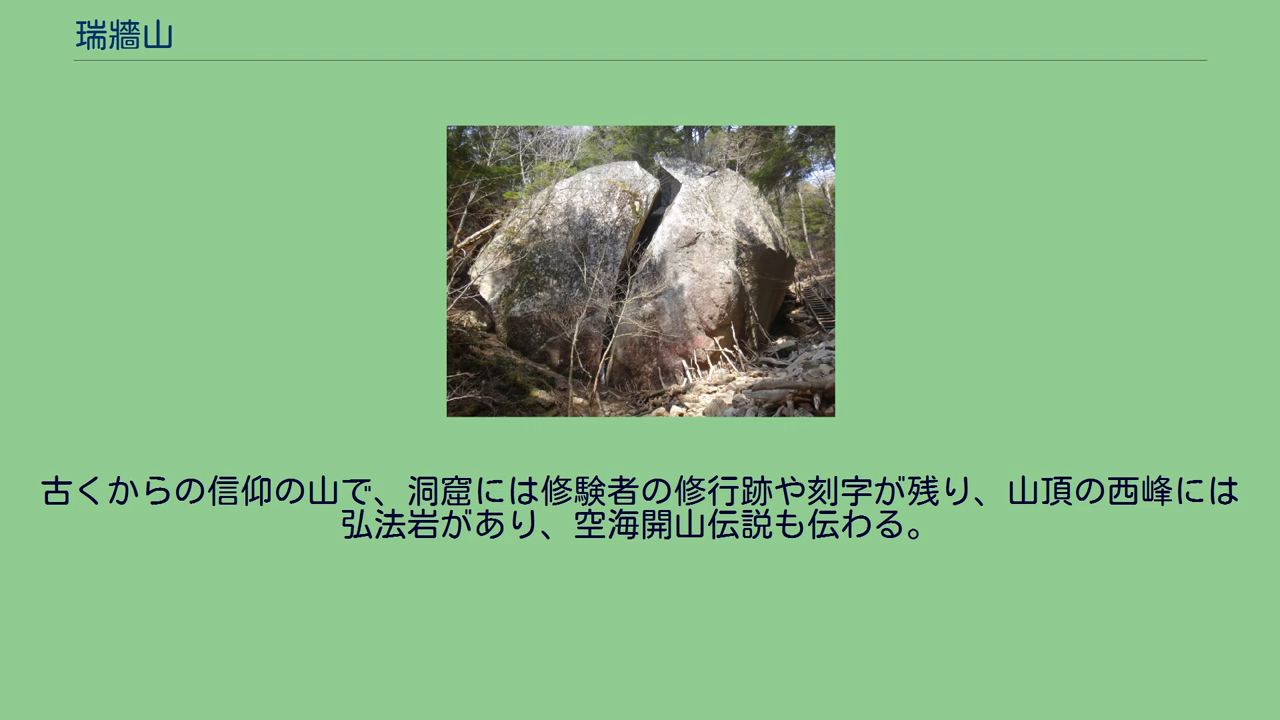 瑞牆山
古くからの信仰の山で、洞窟には修験者の修行跡や刻字が残り、山頂の西峰には
弘法岩があり、空海開山伝説も伝わる。